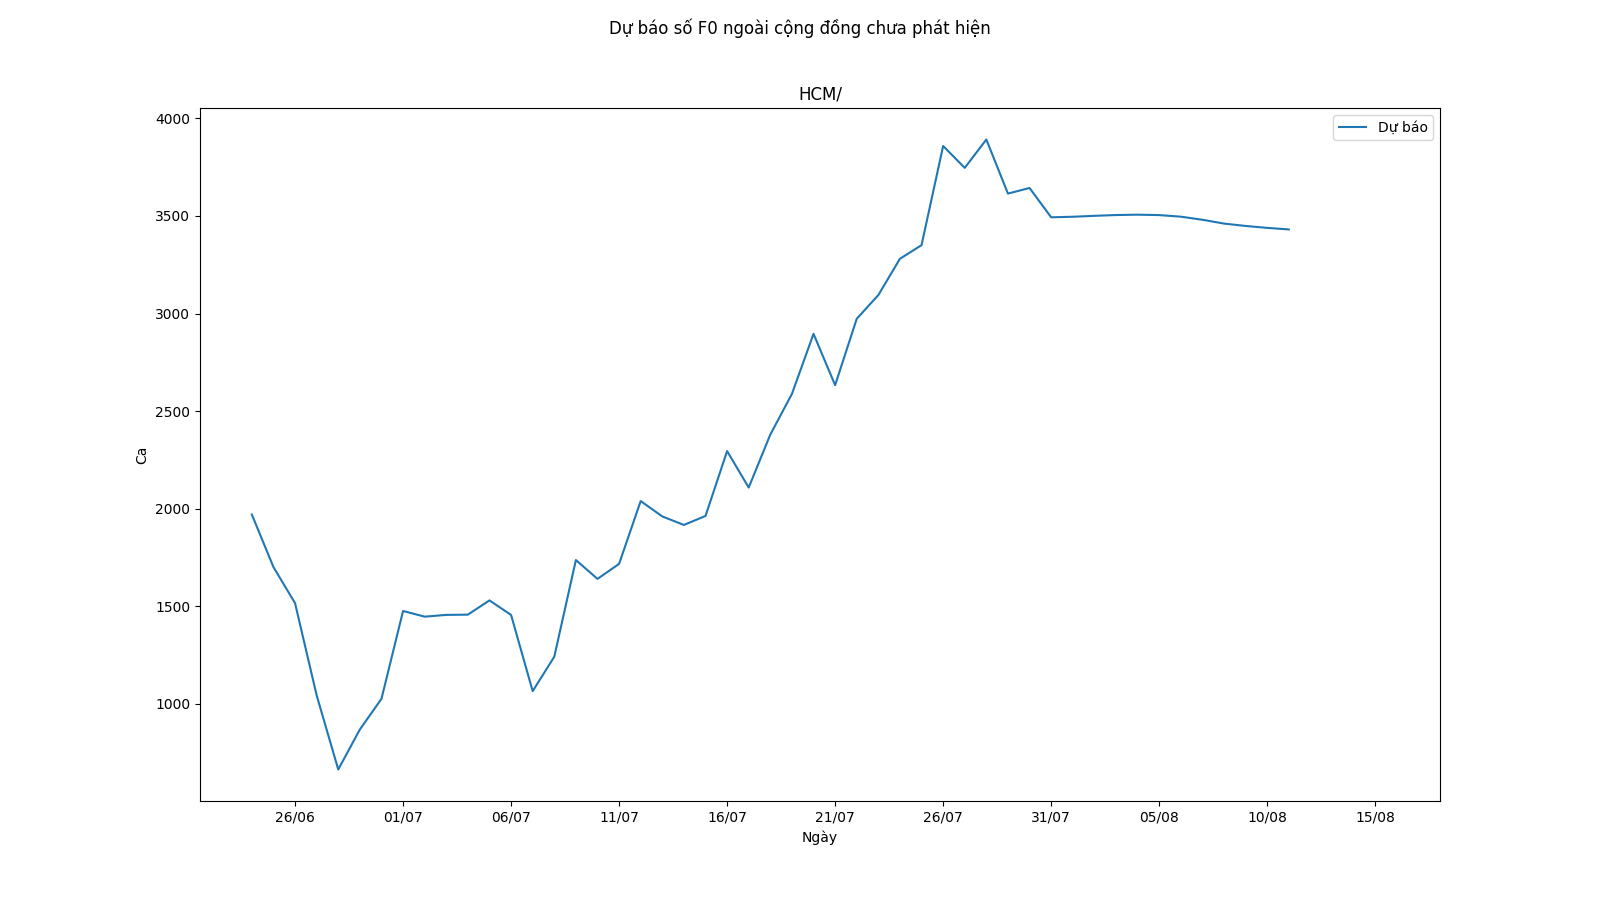 Dự báo số F0 ngoài cộng đồng chưa phát hiện
HCM/
Dự báo
4000
3500
3000
2500
2000
1500
1000
Ca
26/06 01/07 06/07 11/07 16/07 21/07 26/07 31/07 05/08 10/08 15/08
Ngày